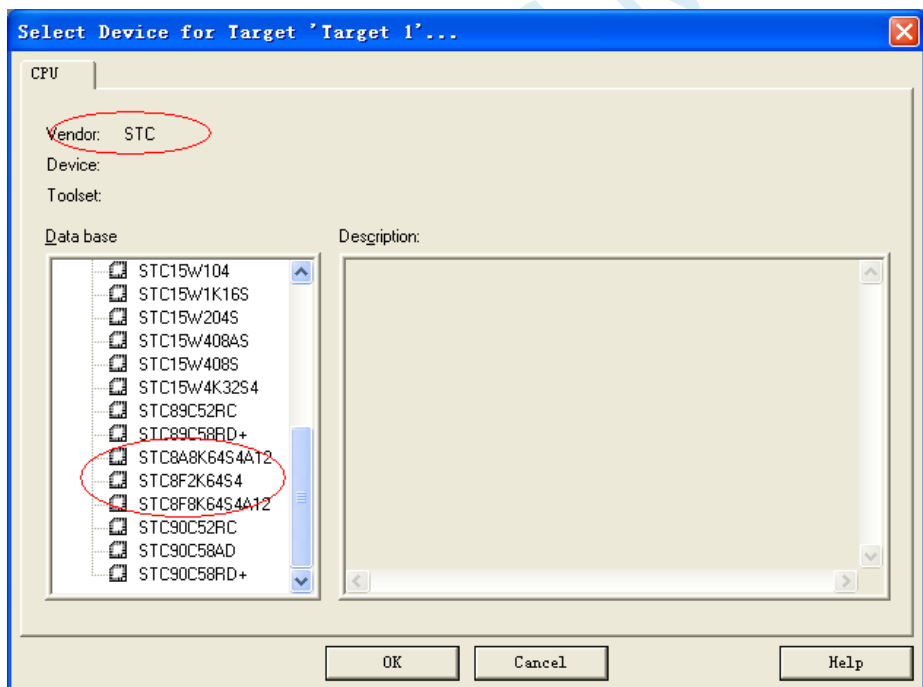 Select Device for Target 'Target 1'...
CPU
Vendor: STC
Device:
Toolset:
Data base
Description:
STC15W104
STC15W1K16S
STC15W204S
STC15W408AS
STC15W408S
STC15W4K32S4
STC89C52RC
STC89C58RD+
STC8A8K64S4A12
STC8F2K64S4
STC8F8K64S4A12
STC90C52RC
STC90C58AD
STC90C58RD+
OK
Cancel
Help